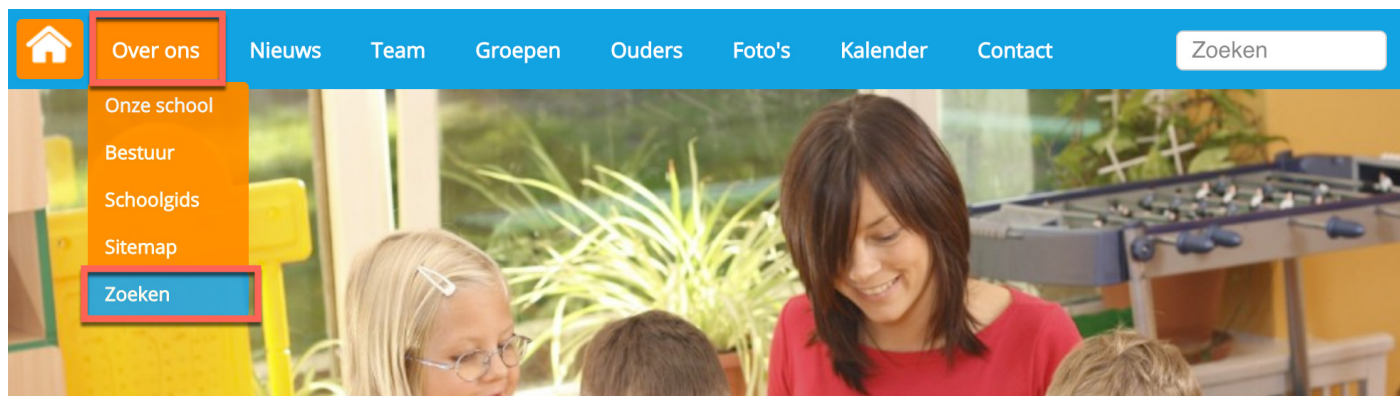 Over ons Nieuws Team Groepen Ouders Foto's Kalender Contact Zoeken
Onze school
Bestuur
Schoolgids
Sitemap
Zoeken